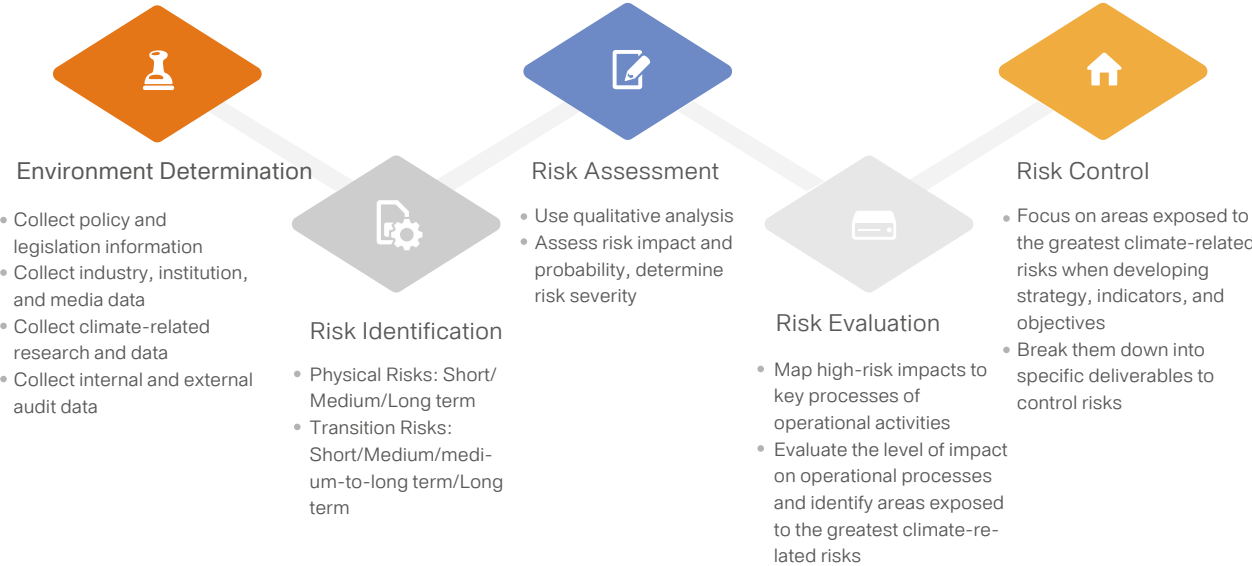 Environment Determination
Collect policy and
legislation information
Collect industry, institution,
and media data
Collect climate-related
research and data
Collect internal and external
audit data
Risk Identification
Physical Risks: Short/
Medium/Long term
Transition Risks:
Short/Medium/medi-
um-to-long term/Long
term
Risk Assessment
Use qualitative analysis
Assess risk impact and
probability, determine
risk severity
Risk Evaluation
Map high-risk impacts to
key processes of
operational activities
Evaluate the level of impact
on operational processes
and identify areas exposed
to the greatest climate-re-
lated risks
Risk Control
Focus on areas exposed to
the greatest climate-related
risks when developing
strategy, indicators, and
objectives
Break them down into
specific deliverables to
control risks